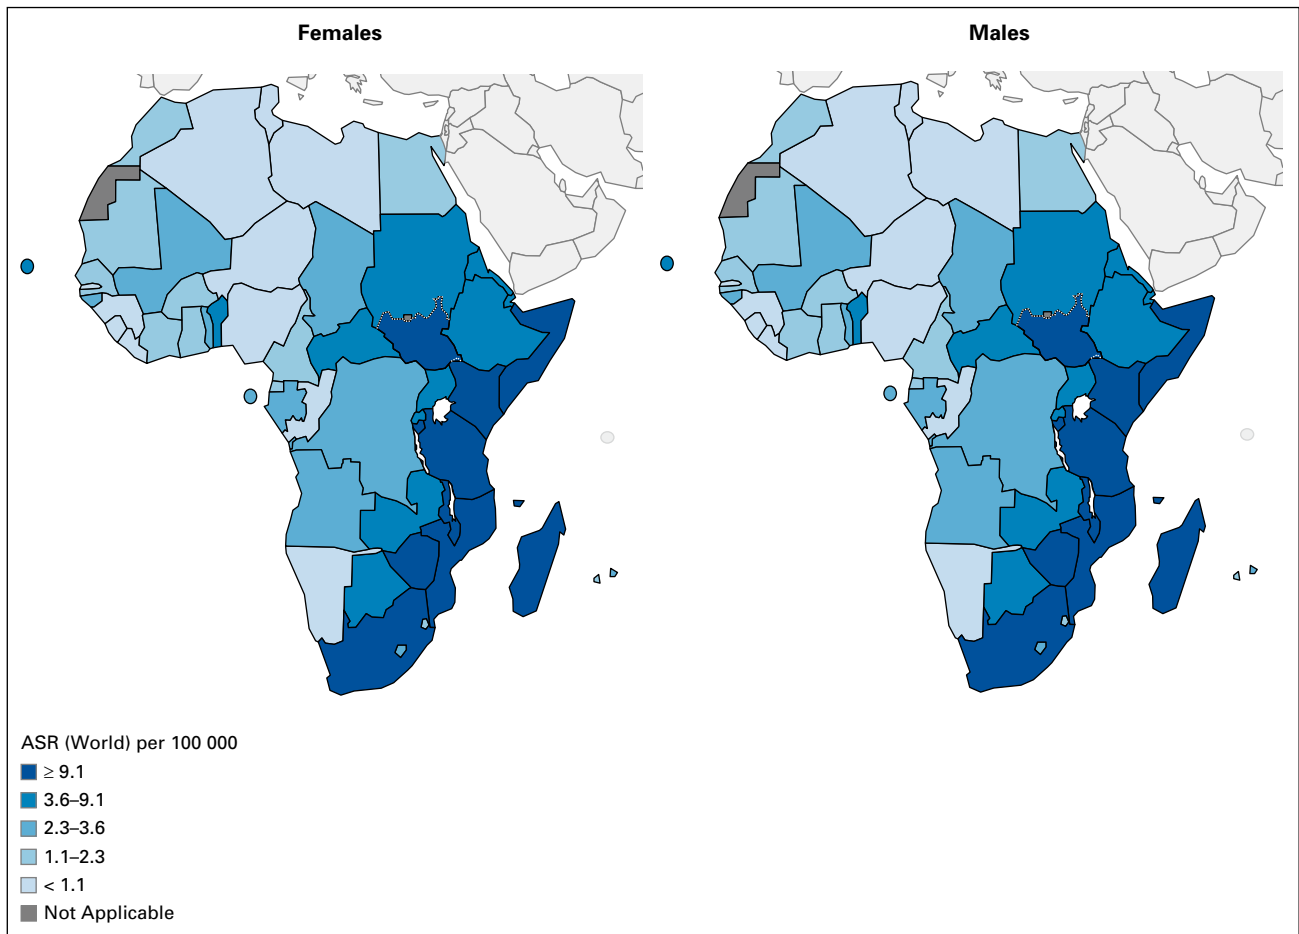 Females
Males
ASR (World) per 100 000
≥ 9.1
3.6–9.1
2.3–3.6
1.1–2.3
< 1.1
Not Applicable